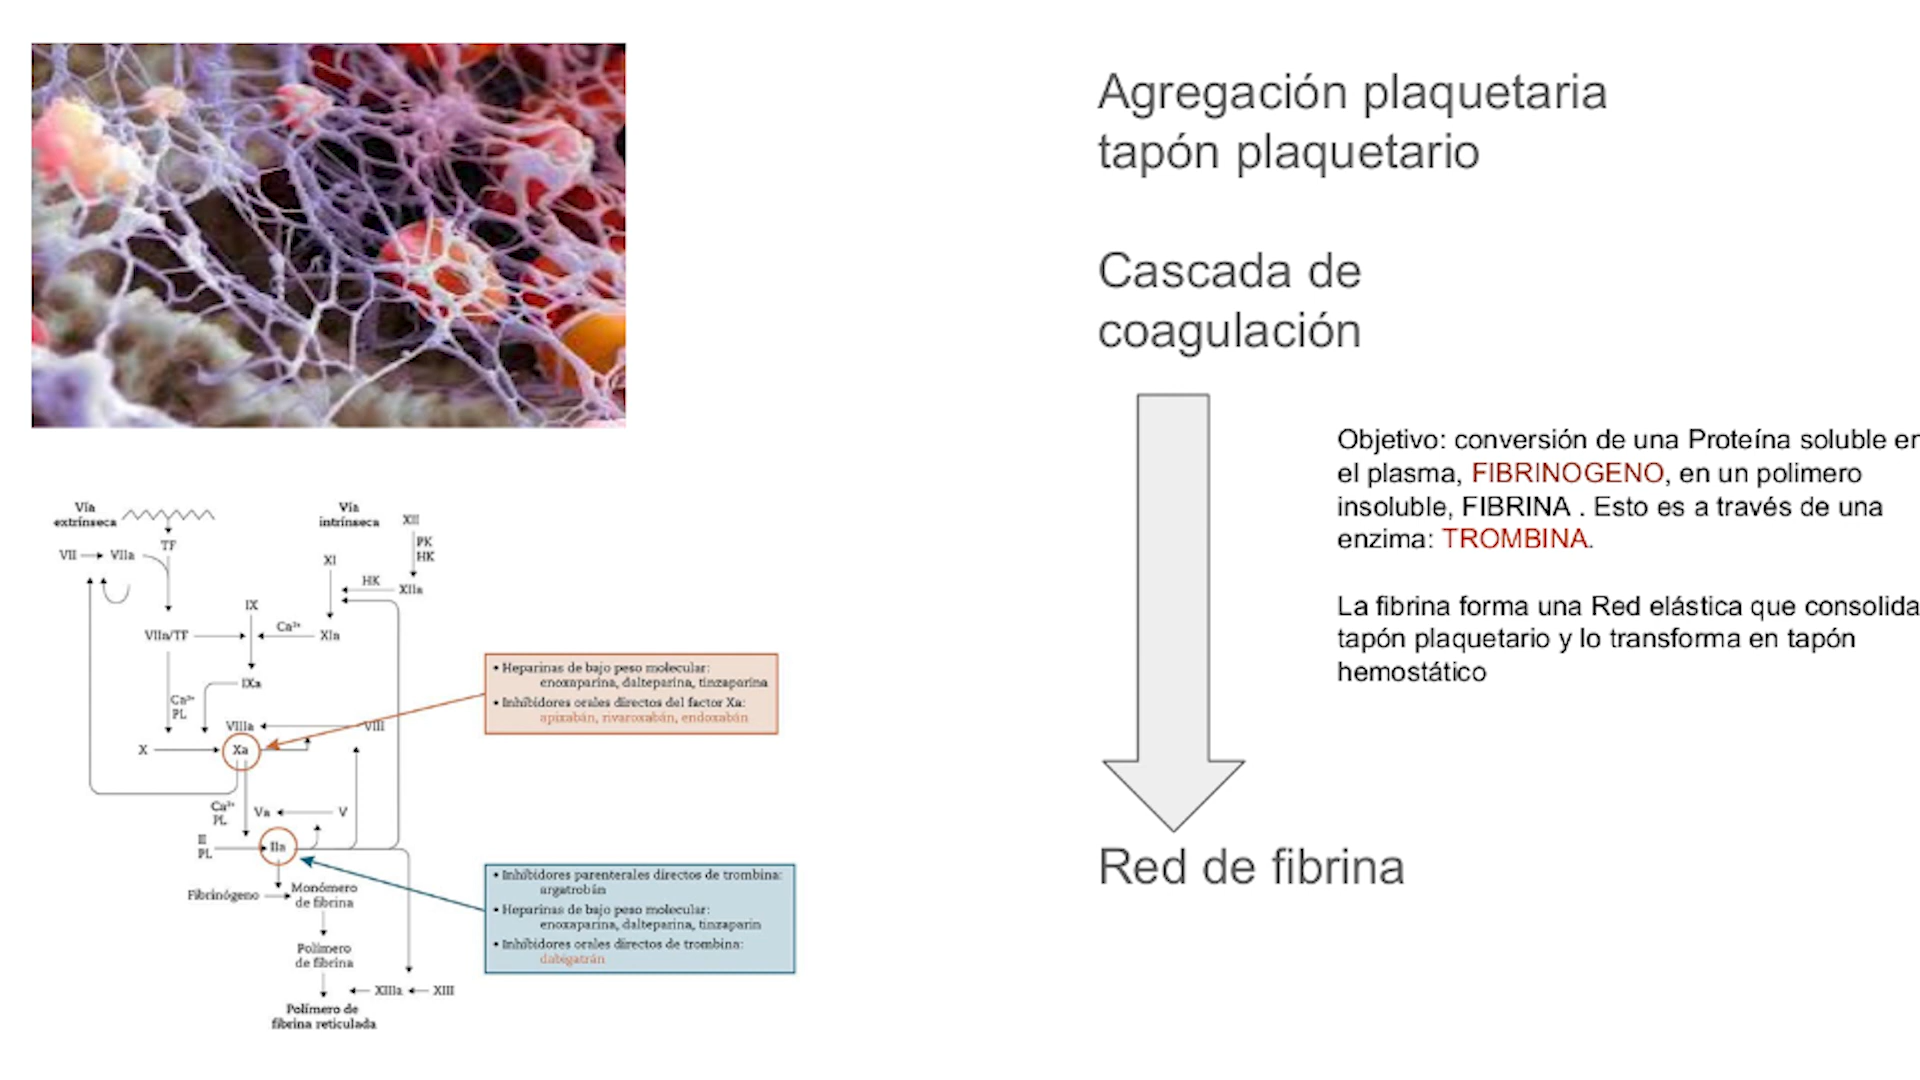 Agregación plaquetaria
tapón plaquetario
Cascada de
coagulación
Objetivo: conversión de una Proteína soluble en
el plasma, FIBRINOGENO, en un polimero
insoluble, FIBRINA . Esto es a través de una
enzima: TROMBINA.
La fibrina forma una Red elástica que consolida
tapón plaquetario y lo transforma en tapón
hemostático
Red de fibrina
Vía
extrínseca
Vía
intrínseca
XII
TF
PK
HK
VII
VIIa
XI
HK
XIIa
IX
VIIa/TF
Ca²⁺
XIa
IXa
Ca²⁺
PL
VIIIa
VIII
X
Xa
• Heparinas de bajo peso molecular:
enoxaparina, dalteparina, tinzaparina
• Inhibidores orales directos del factor Xa:
apixabán, rivaroxabán, endoxabán
Ca²⁺
PL
Va
V
II
PL
IIa
Fibrinógeno
Monómero
de fibrina
• Inhibidores parenterales directos de trombina:
argatrobán
• Heparinas de bajo peso molecular:
enoxaparina, dalteparina, tinzaparin
• Inhibidores orales directos de trombina:
dabigatrán
Polímero
de fibrina
XIIIa
XIII
Polímero de
fibrina reticulada